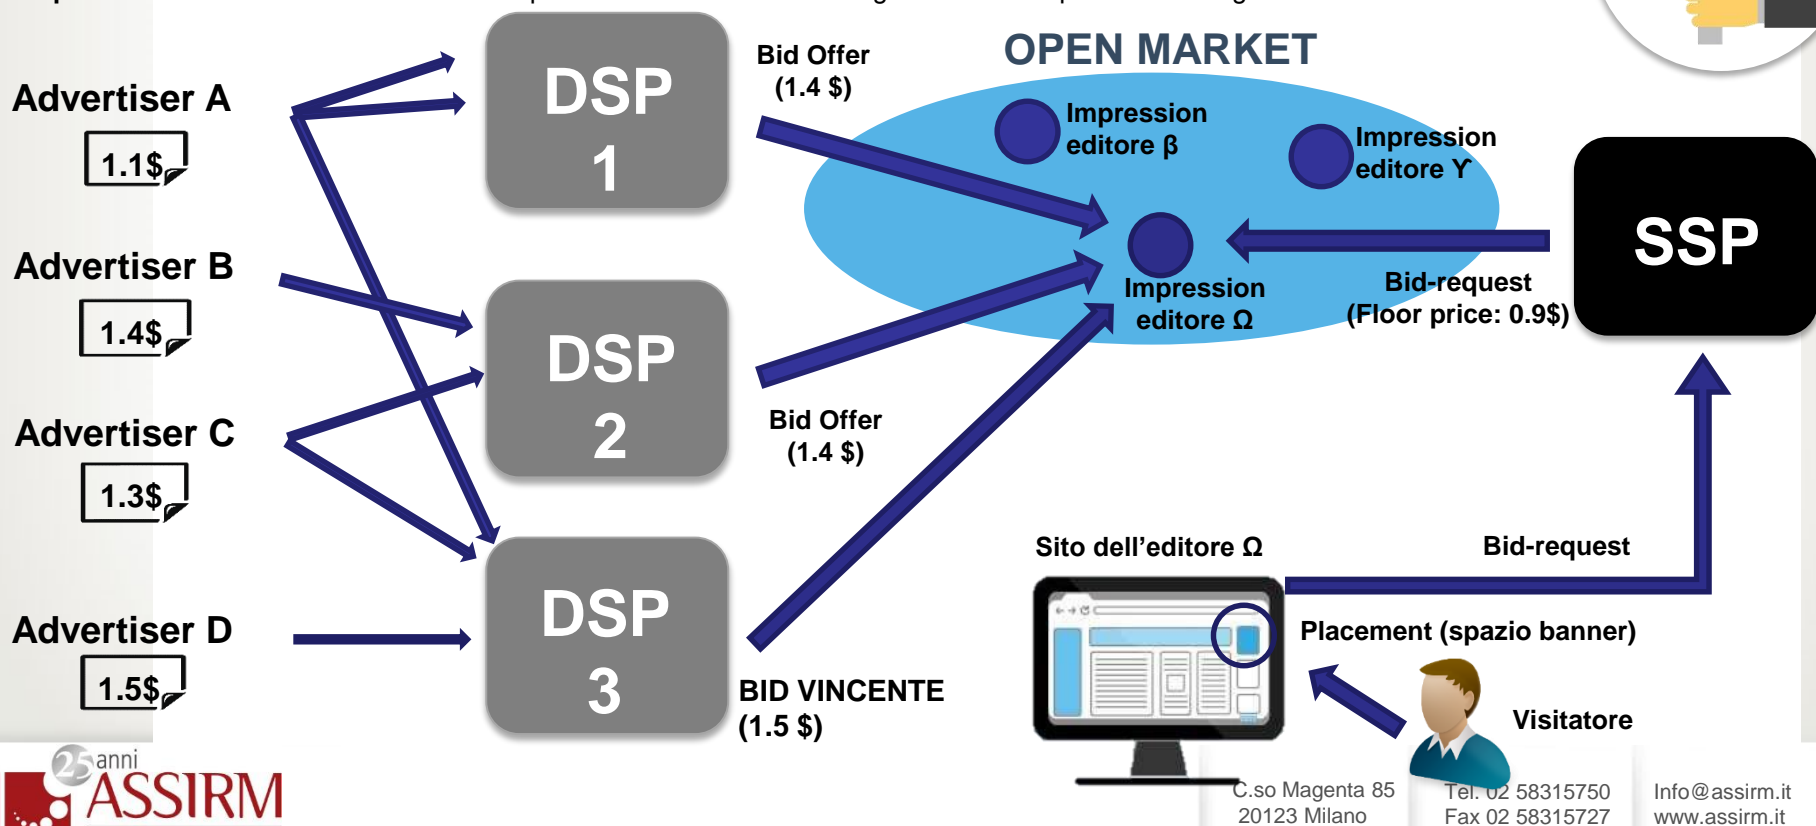 Advertiser A
1.1$
Advertiser B
1.4$
Advertiser C
1.3$
Advertiser D
1.5$
DSP
1
DSP
2
DSP
3
Bid Offer
(1.4 $)
Bid Offer
(1.4 $)
BID VINCENTE
(1.5 $)
OPEN MARKET
Impression
editore β
Impression
editore ϒ
Impression
editore Ω
Bid-request
(Floor price: 0.9$)
SSP
Sito dell’editore Ω
Bid-request
Placement (spazio banner)
Visitatore
25 anni
ASSIRM
C.so Magenta 85
20123 Milano
Tel. 02 58315750
Fax 02 58315727
Info@assirm.it
www.assirm.it